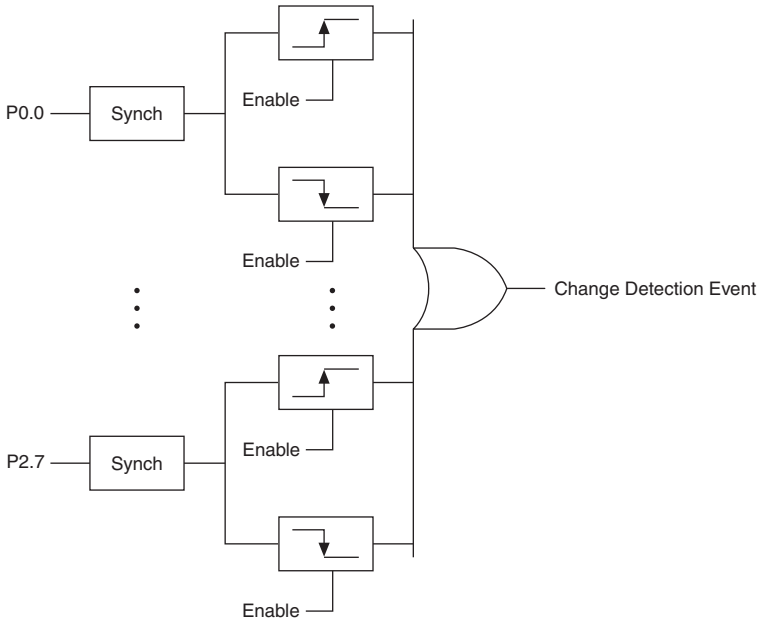 Enable
P0.0
Synch
Enable
Change Detection Event
Enable
P2.7
Synch
Enable